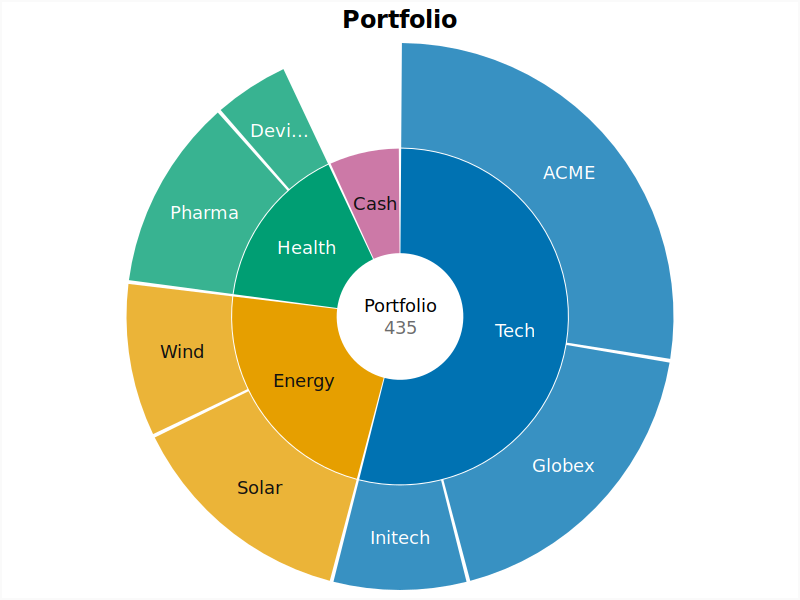 Portfolio
Devi...
ACME
Pharma
Cash
Health
Portfolio
435
Tech
Wind
Energy
Globex
Solar
Initech